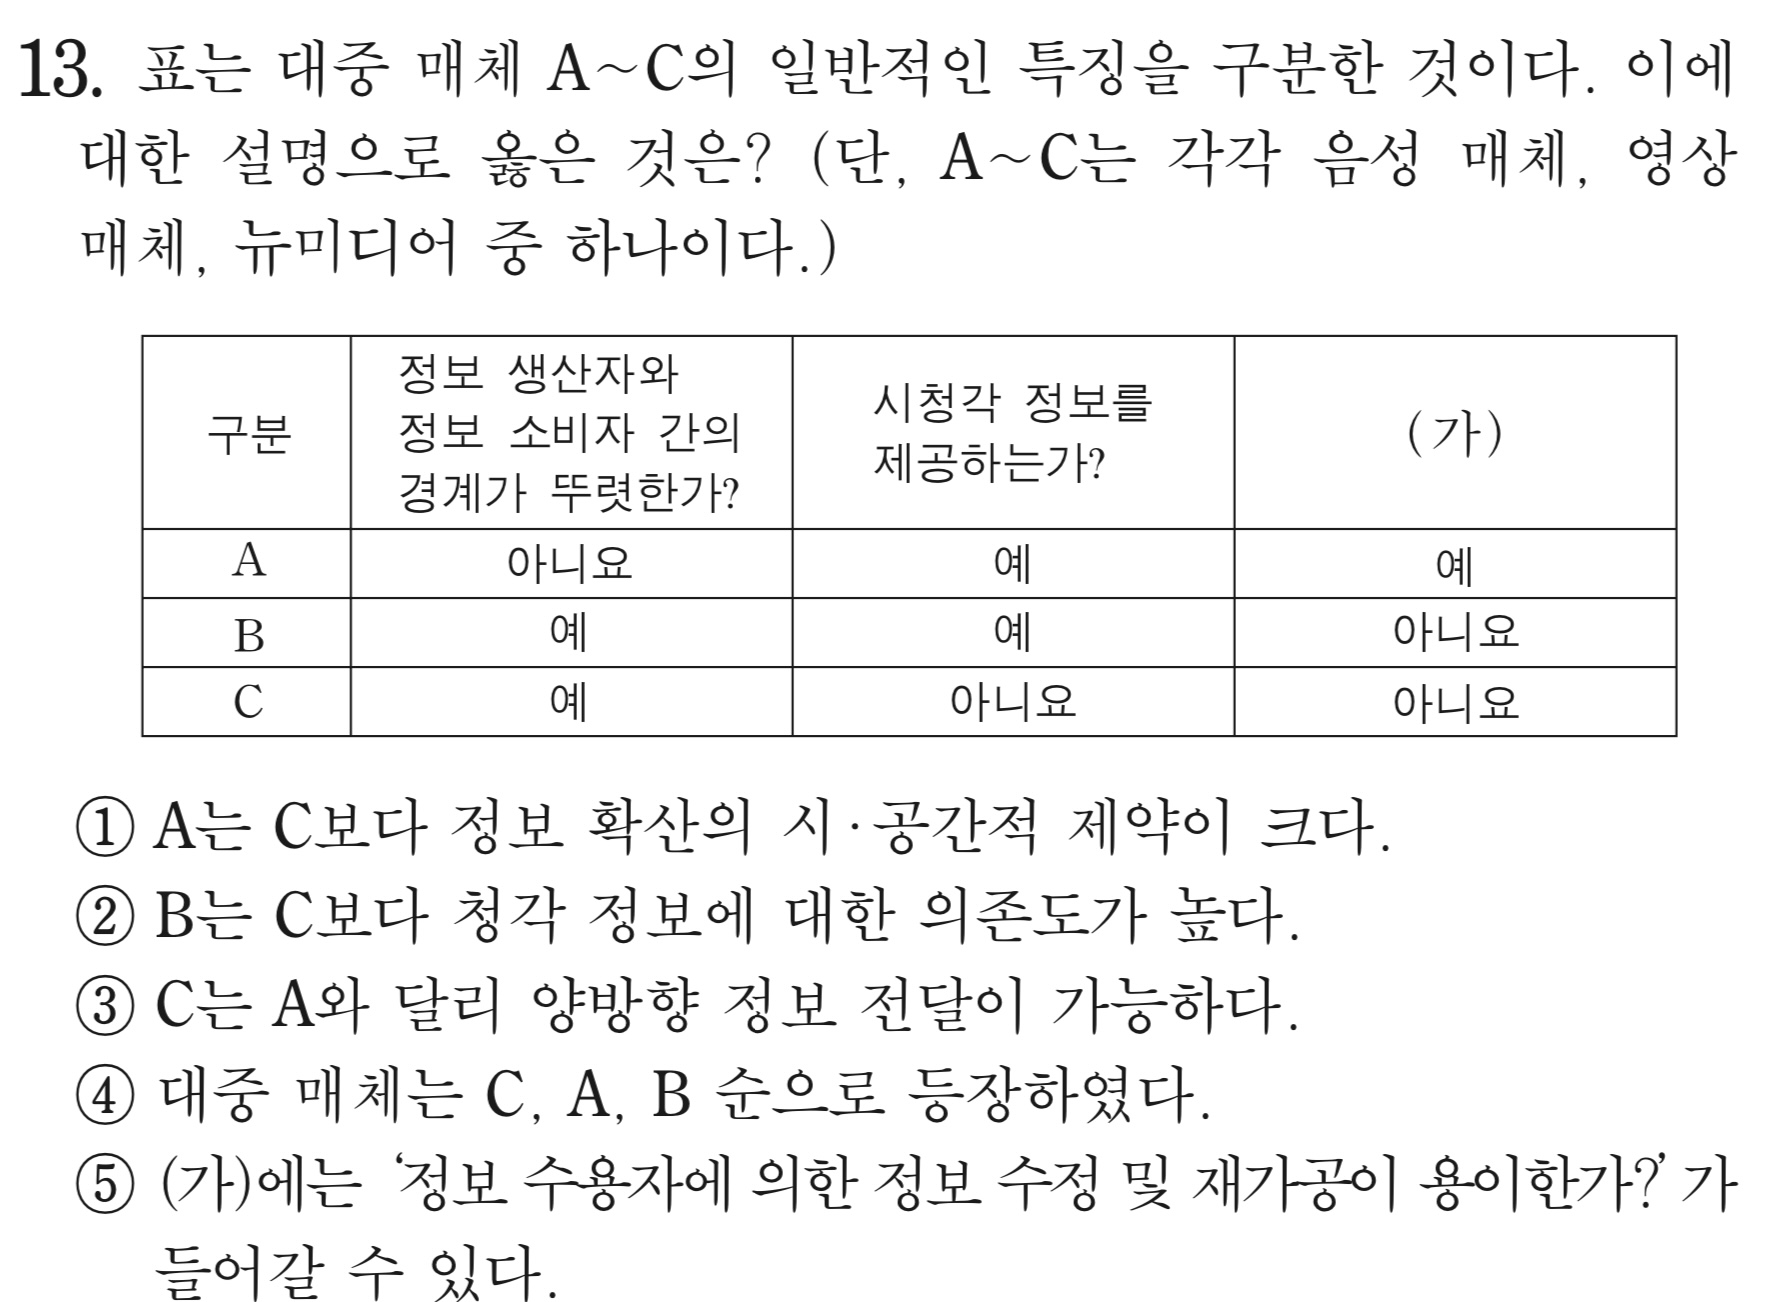 13. 표는 대중 매체 A~C의 일반적인 특징을 구분한 것이다. 이에
대한 설명으로 옳은 것은? (단, A~C는 각각 음성 매체, 영상
매체, 뉴미디어 중 하나이다.)
구분
정보 생산자와
정보 소비자 간의
경계가 뚜렷한가?
시청각 정보를
제공하는가?
(가)
A 아니요 예 예
B 예 예 아니요
C 예 아니요 아니요
① A는 C보다 정보 확산의 시·공간적 제약이 크다.
② B는 C보다 청각 정보에 대한 의존도가 높다.
③ C는 A와 달리 양방향 정보 전달이 가능하다.
④ 대중 매체는 C, A, B 순으로 등장하였다.
⑤ (가)에는 ‘정보 수용자에 의한 정보 수정 및 재가공이 용이한가?’가
들어갈 수 있다.